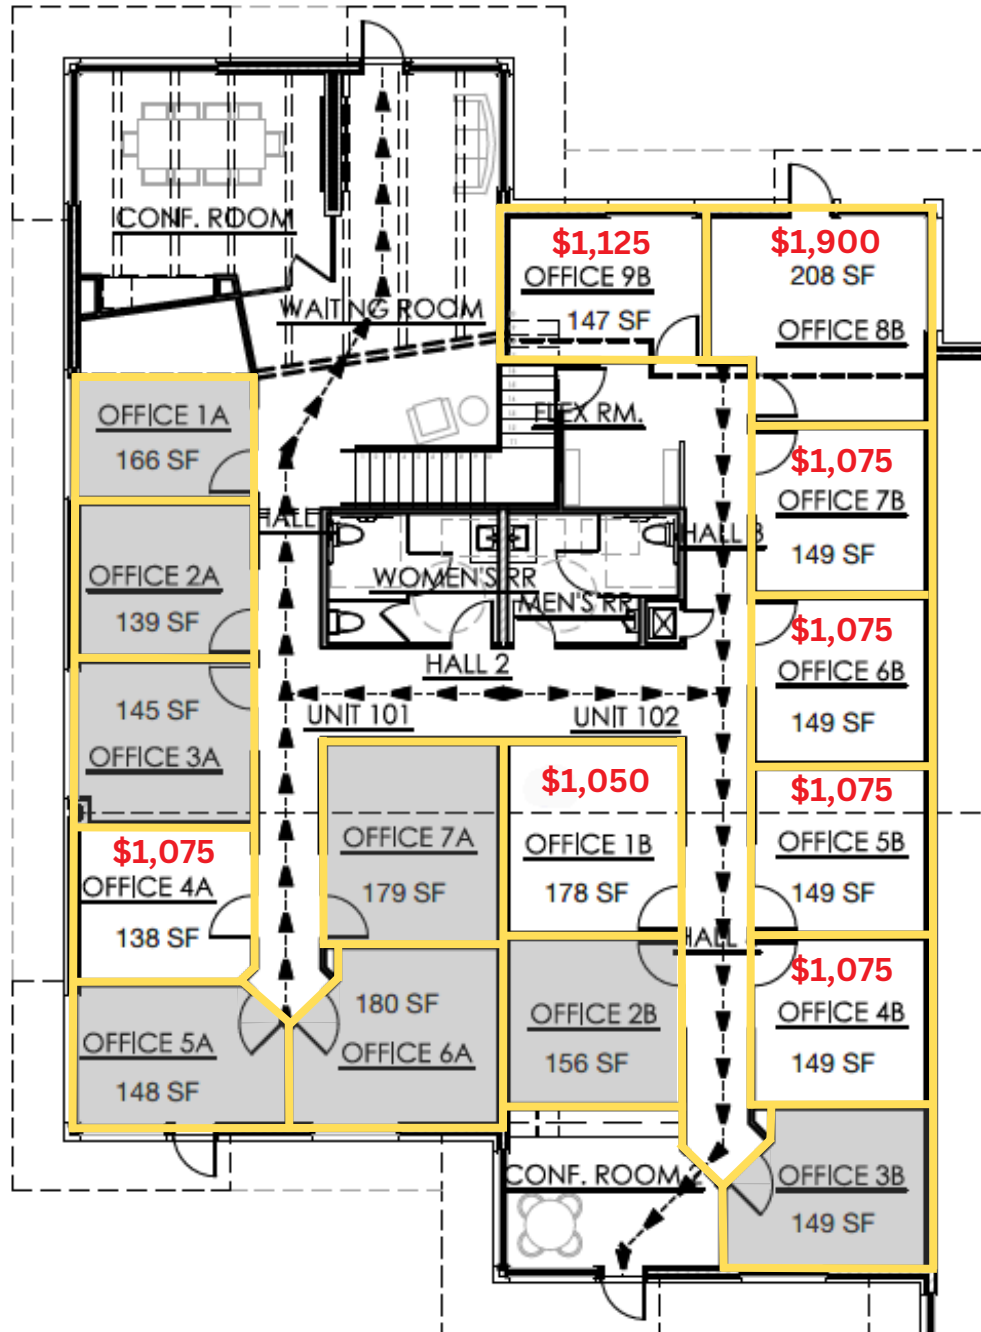 CONF. ROOM
WAITING ROOM
$1,125
OFFICE 9B
147 SF
$1,900
208 SF
OFFICE 8B
OFFICE 1A
166 SF
FLEX RM.
$1,075
OFFICE 7B
149 SF
HALL
HALL 3
OFFICE 2A
139 SF
WOMEN'S RR
MEN'S RR
$1,075
OFFICE 6B
149 SF
HALL 2
145 SF
OFFICE 3A
UNIT 101
UNIT 102
$1,050
OFFICE 1B
178 SF
$1,075
OFFICE 5B
149 SF
OFFICE 7A
179 SF
$1,075
OFFICE 4A
138 SF
HALL
$1,075
OFFICE 4B
149 SF
180 SF
OFFICE 6A
OFFICE 2B
156 SF
OFFICE 5A
148 SF
CONF. ROOM
OFFICE 3B
149 SF